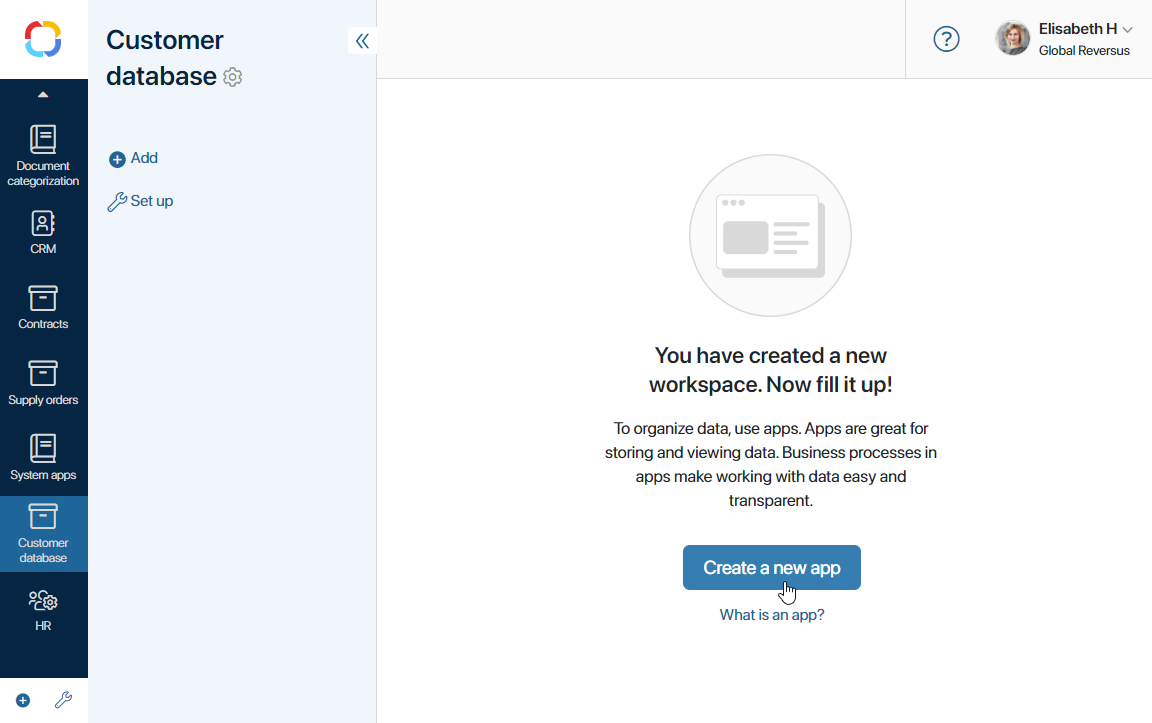 Customer
database
Elisabeth H
Global Reversus
Document
categorization
CRM
Contracts
Supply orders
System apps
Customer
database
HR
Add
Set up
You have created a new
workspace. Now fill it up!
To organize data, use apps. Apps are great for
storing and viewing data. Business processes in
apps make working with data easy and
transparent.
Create a new app
What is an app?